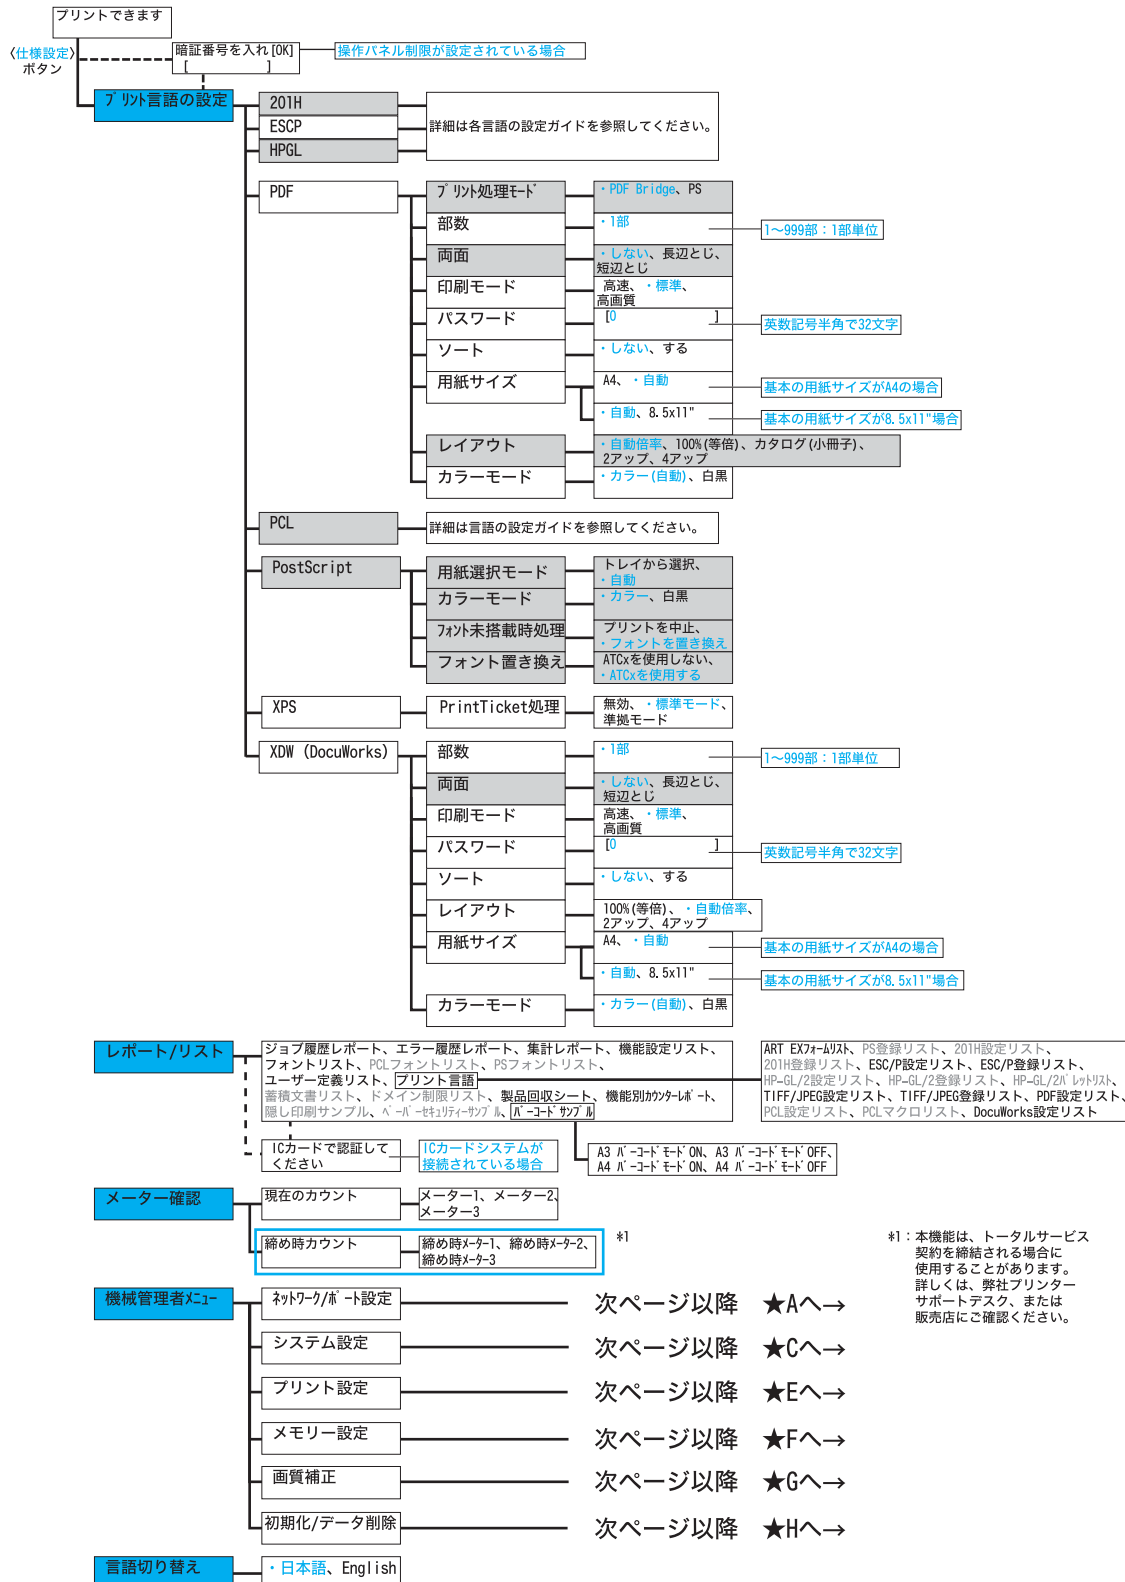 プリントできます
〈仕様設定〉
ボタン
暗証番号を入れ[OK]
[ ]
操作パネル制限が設定されている場合
プリント言語の設定
201H
ESCP
HPGL
詳細は各言語の設定ガイドを参照してください。
PDF
プリント処理モード
・PDF Bridge、PS
部数
・1部
1～999部：1部単位
両面
・しない、長辺とじ、
短辺とじ
印刷モード
高速、・標準、
高画質
パスワード
[0 ]
英数記号半角で32文字
ソート
・しない、する
用紙サイズ
A4、・自動
基本の用紙サイズがA4の場合
・自動、8.5x11"
基本の用紙サイズが8.5x11"場合
レイアウト
・自動倍率、100%(等倍)、カタログ(小冊子)、
2アップ、4アップ
カラーモード
・カラー(自動)、白黒
PCL
詳細は言語の設定ガイドを参照してください。
PostScript
用紙選択モード
トレイから選択、
・自動
カラーモード
・カラー、白黒
フォント未搭載時処理
プリントを中止、
・フォントを置き換え
フォント置き換え
ATCxを使用しない、
・ATCxを使用する
XPS
PrintTicket処理
無効、・標準モード、
準拠モード
XDW (DocuWorks)
部数
・1部
1～999部：1部単位
両面
・しない、長辺とじ、
短辺とじ
印刷モード
高速、・標準、
高画質
パスワード
[0 ]
英数記号半角で32文字
ソート
・しない、する
レイアウト
100%(等倍)、・自動倍率、
2アップ、4アップ
用紙サイズ
A4、・自動
基本の用紙サイズがA4の場合
・自動、8.5x11"
基本の用紙サイズが8.5x11"場合
カラーモード
・カラー(自動)、白黒
レポート/リスト
ジョブ履歴レポート、エラー履歴レポート、集計レポート、機能設定リスト、
フォントリスト、PCLフォントリスト、PSフォントリスト、
ユーザー定義リスト、プリント言語
蓄積文書リスト、ドメイン制限リスト、製品回収シート、機能別カウンターレポート、
隠し印刷サンプル、ペーパーセキュリティーサンプル、バーコードサンプル
ART EXフォームリスト、PS登録リスト、201H設定リスト、
201H登録リスト、ESC/P設定リスト、ESC/P登録リスト、
HP-GL/2設定リスト、HP-GL/2登録リスト、HP-GL/2パレットリスト、
TIFF/JPEG設定リスト、TIFF/JPEG登録リスト、PDF設定リスト、
PCL設定リスト、PCLマクロリスト、DocuWorks設定リスト
ICカードで認証して
ください
ICカードシステムが
接続されている場合
A3 バーコードモードON、A3 バーコードモードOFF、
A4 バーコードモードON、A4 バーコードモードOFF
メーター確認
現在のカウント
メーター1、メーター2、
メーター3
締め時カウント
締め時メーター1、締め時メーター2、
締め時メーター3
*1
*1：本機能は、トータルサービス
契約を締結される場合に
使用することがあります。
詳しくは、弊社プリンター
サポートデスク、または
販売店にご確認ください。
機械管理者メニュー
ネットワーク/ポート設定
次ページ以降 ★Aへ→
システム設定
次ページ以降 ★Cへ→
プリント設定
次ページ以降 ★Eへ→
メモリー設定
次ページ以降 ★Fへ→
画質補正
次ページ以降 ★Gへ→
初期化/データ削除
次ページ以降 ★Hへ→
言語切り替え
・日本語、English